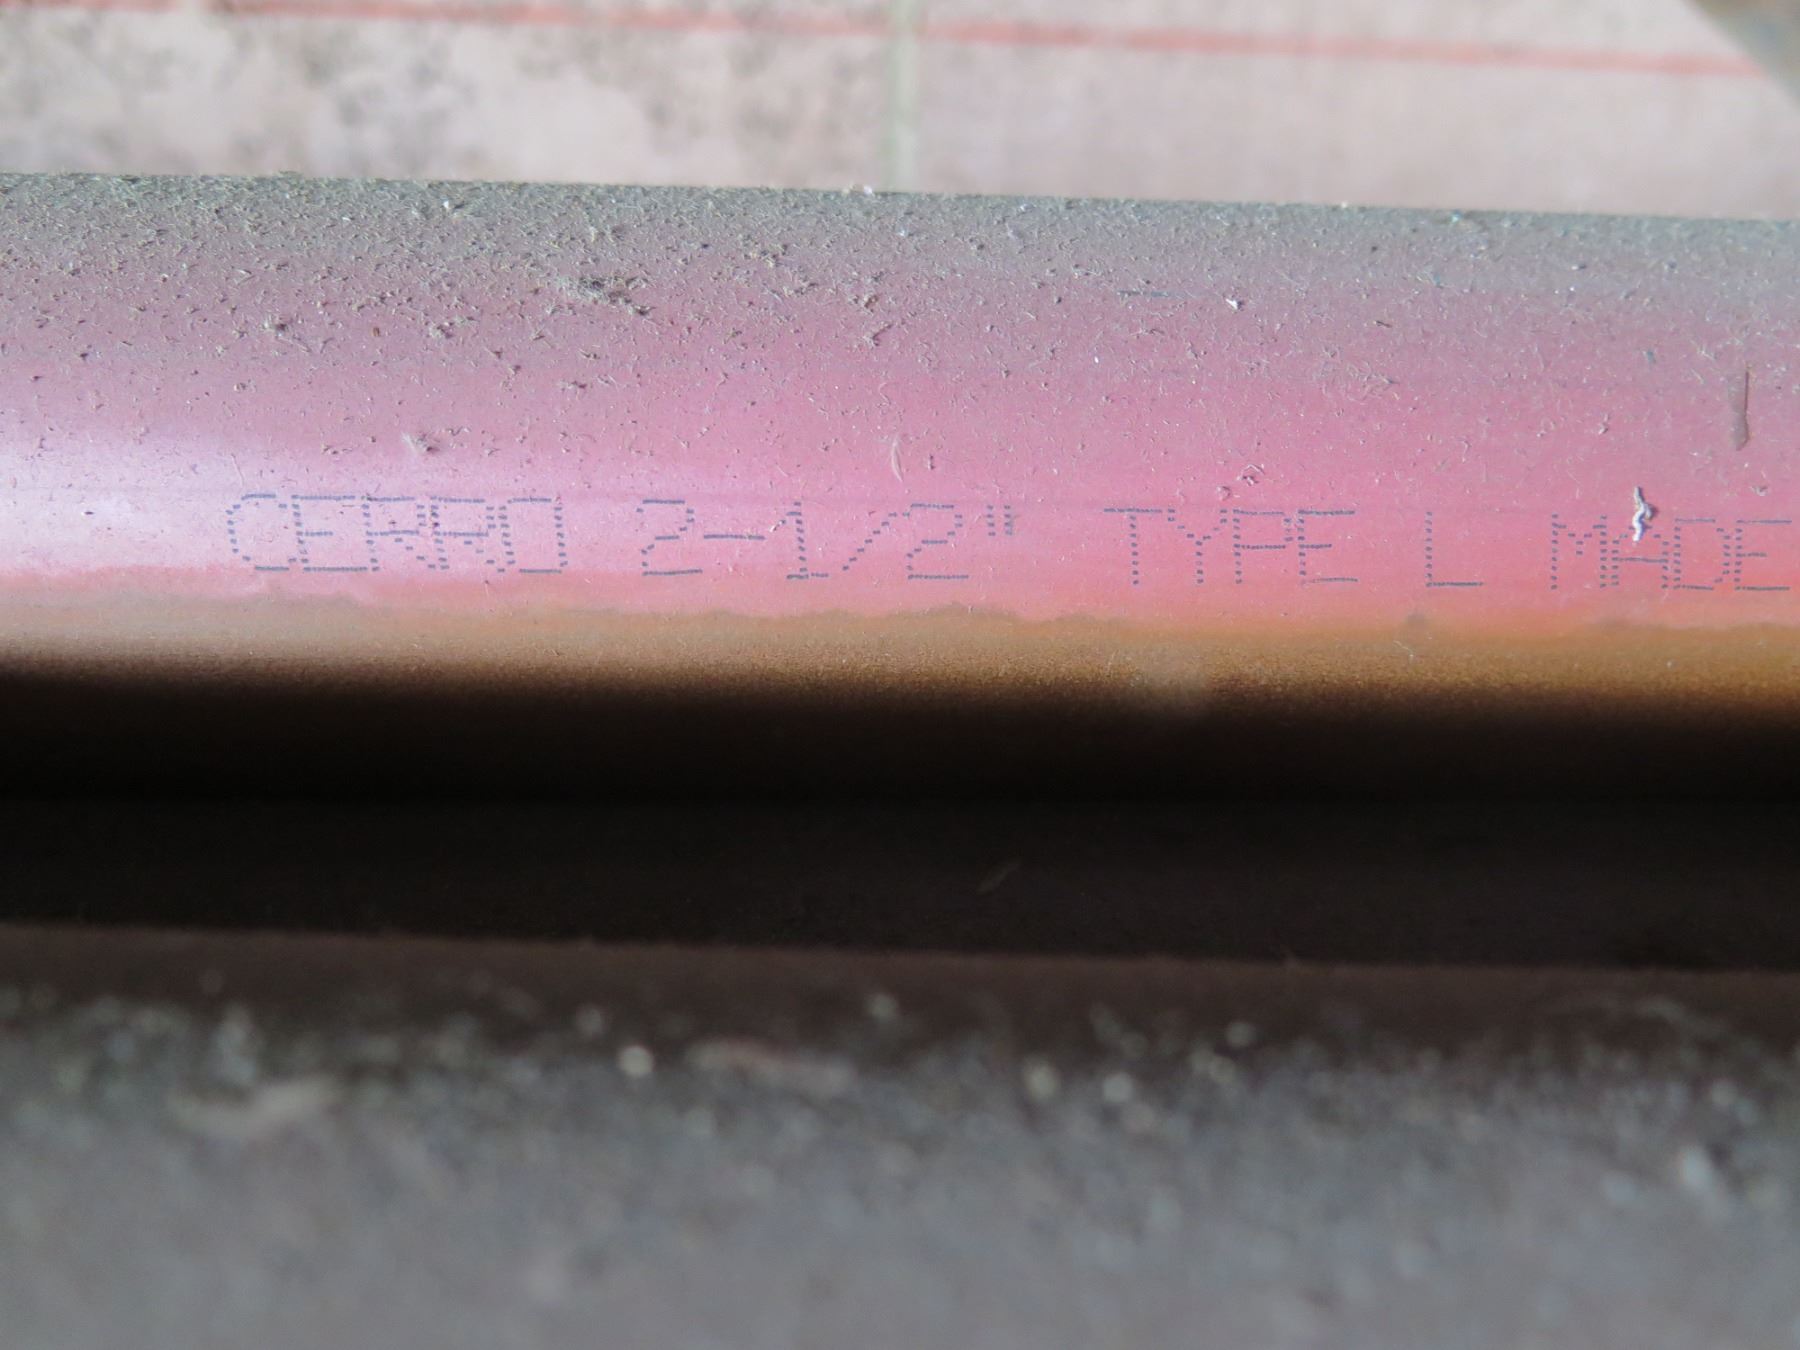 CERRO 2-1/2" TYPE L MADE